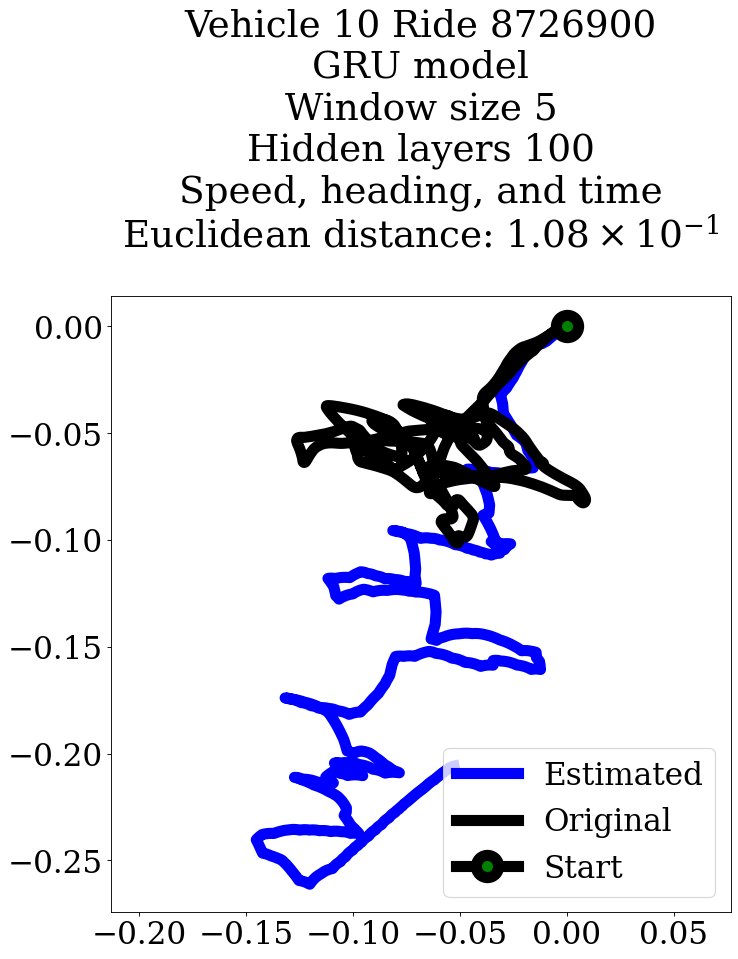 Vehicle 10 Ride 8726900
GRU model
Window size 5
Hidden layers 100
Speed, heading, and time
Euclidean distance: 1.08 × 10⁻¹
0.00
−0.05
−0.10
−0.15
−0.20
−0.25
Estimated
Original
Start
−0.20 −0.15 −0.10 −0.05 0.00 0.05